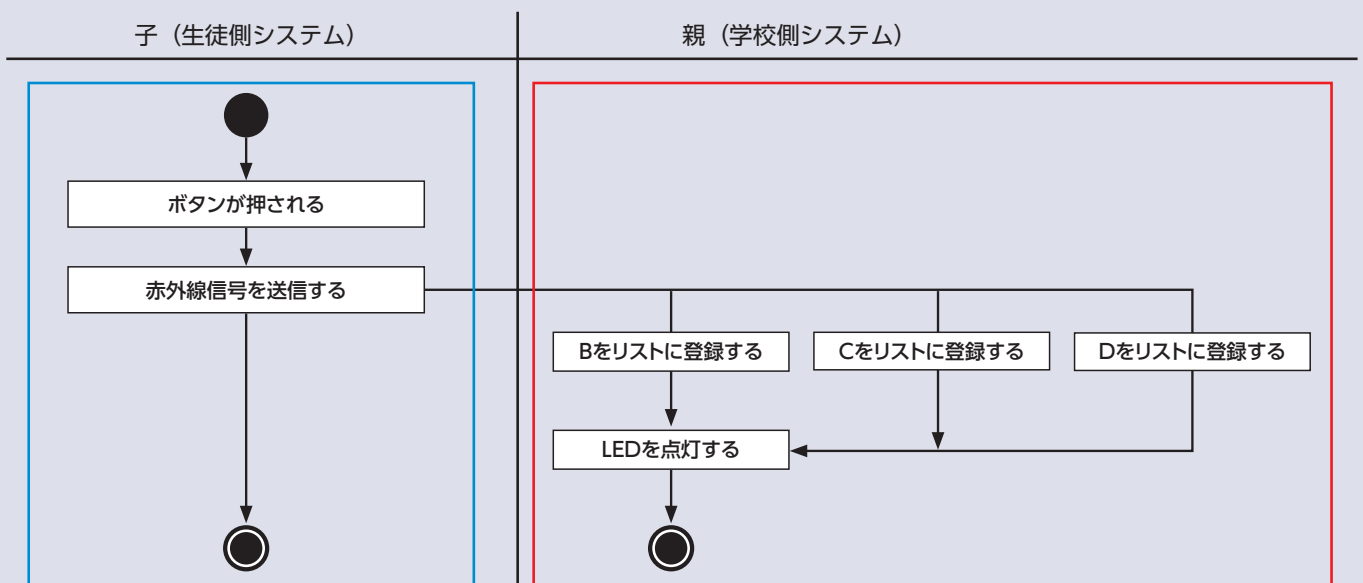 子（生徒側システム）
親（学校側システム）
ボタンが押される
赤外線信号を送信する
Bをリストに登録する
Cをリストに登録する
Dをリストに登録する
LEDを点灯する